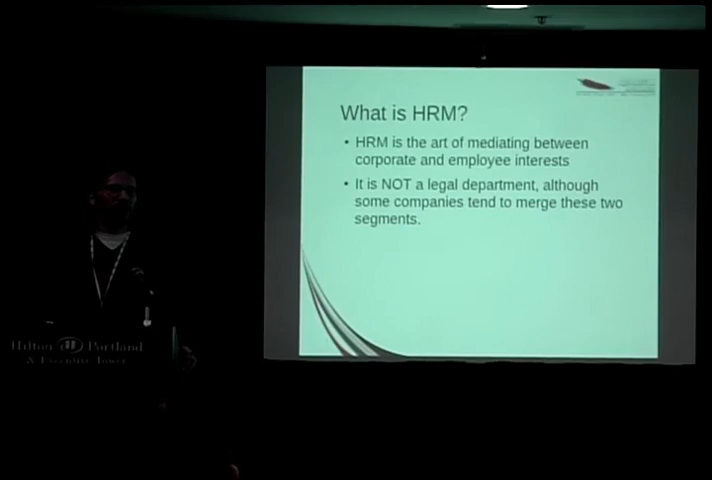 What is HRM?
• HRM is the art of mediating between
corporate and employee interests
• It is NOT a legal department, although
some companies tend to merge these two
segments.
Hilton Portland
& Executive Tower